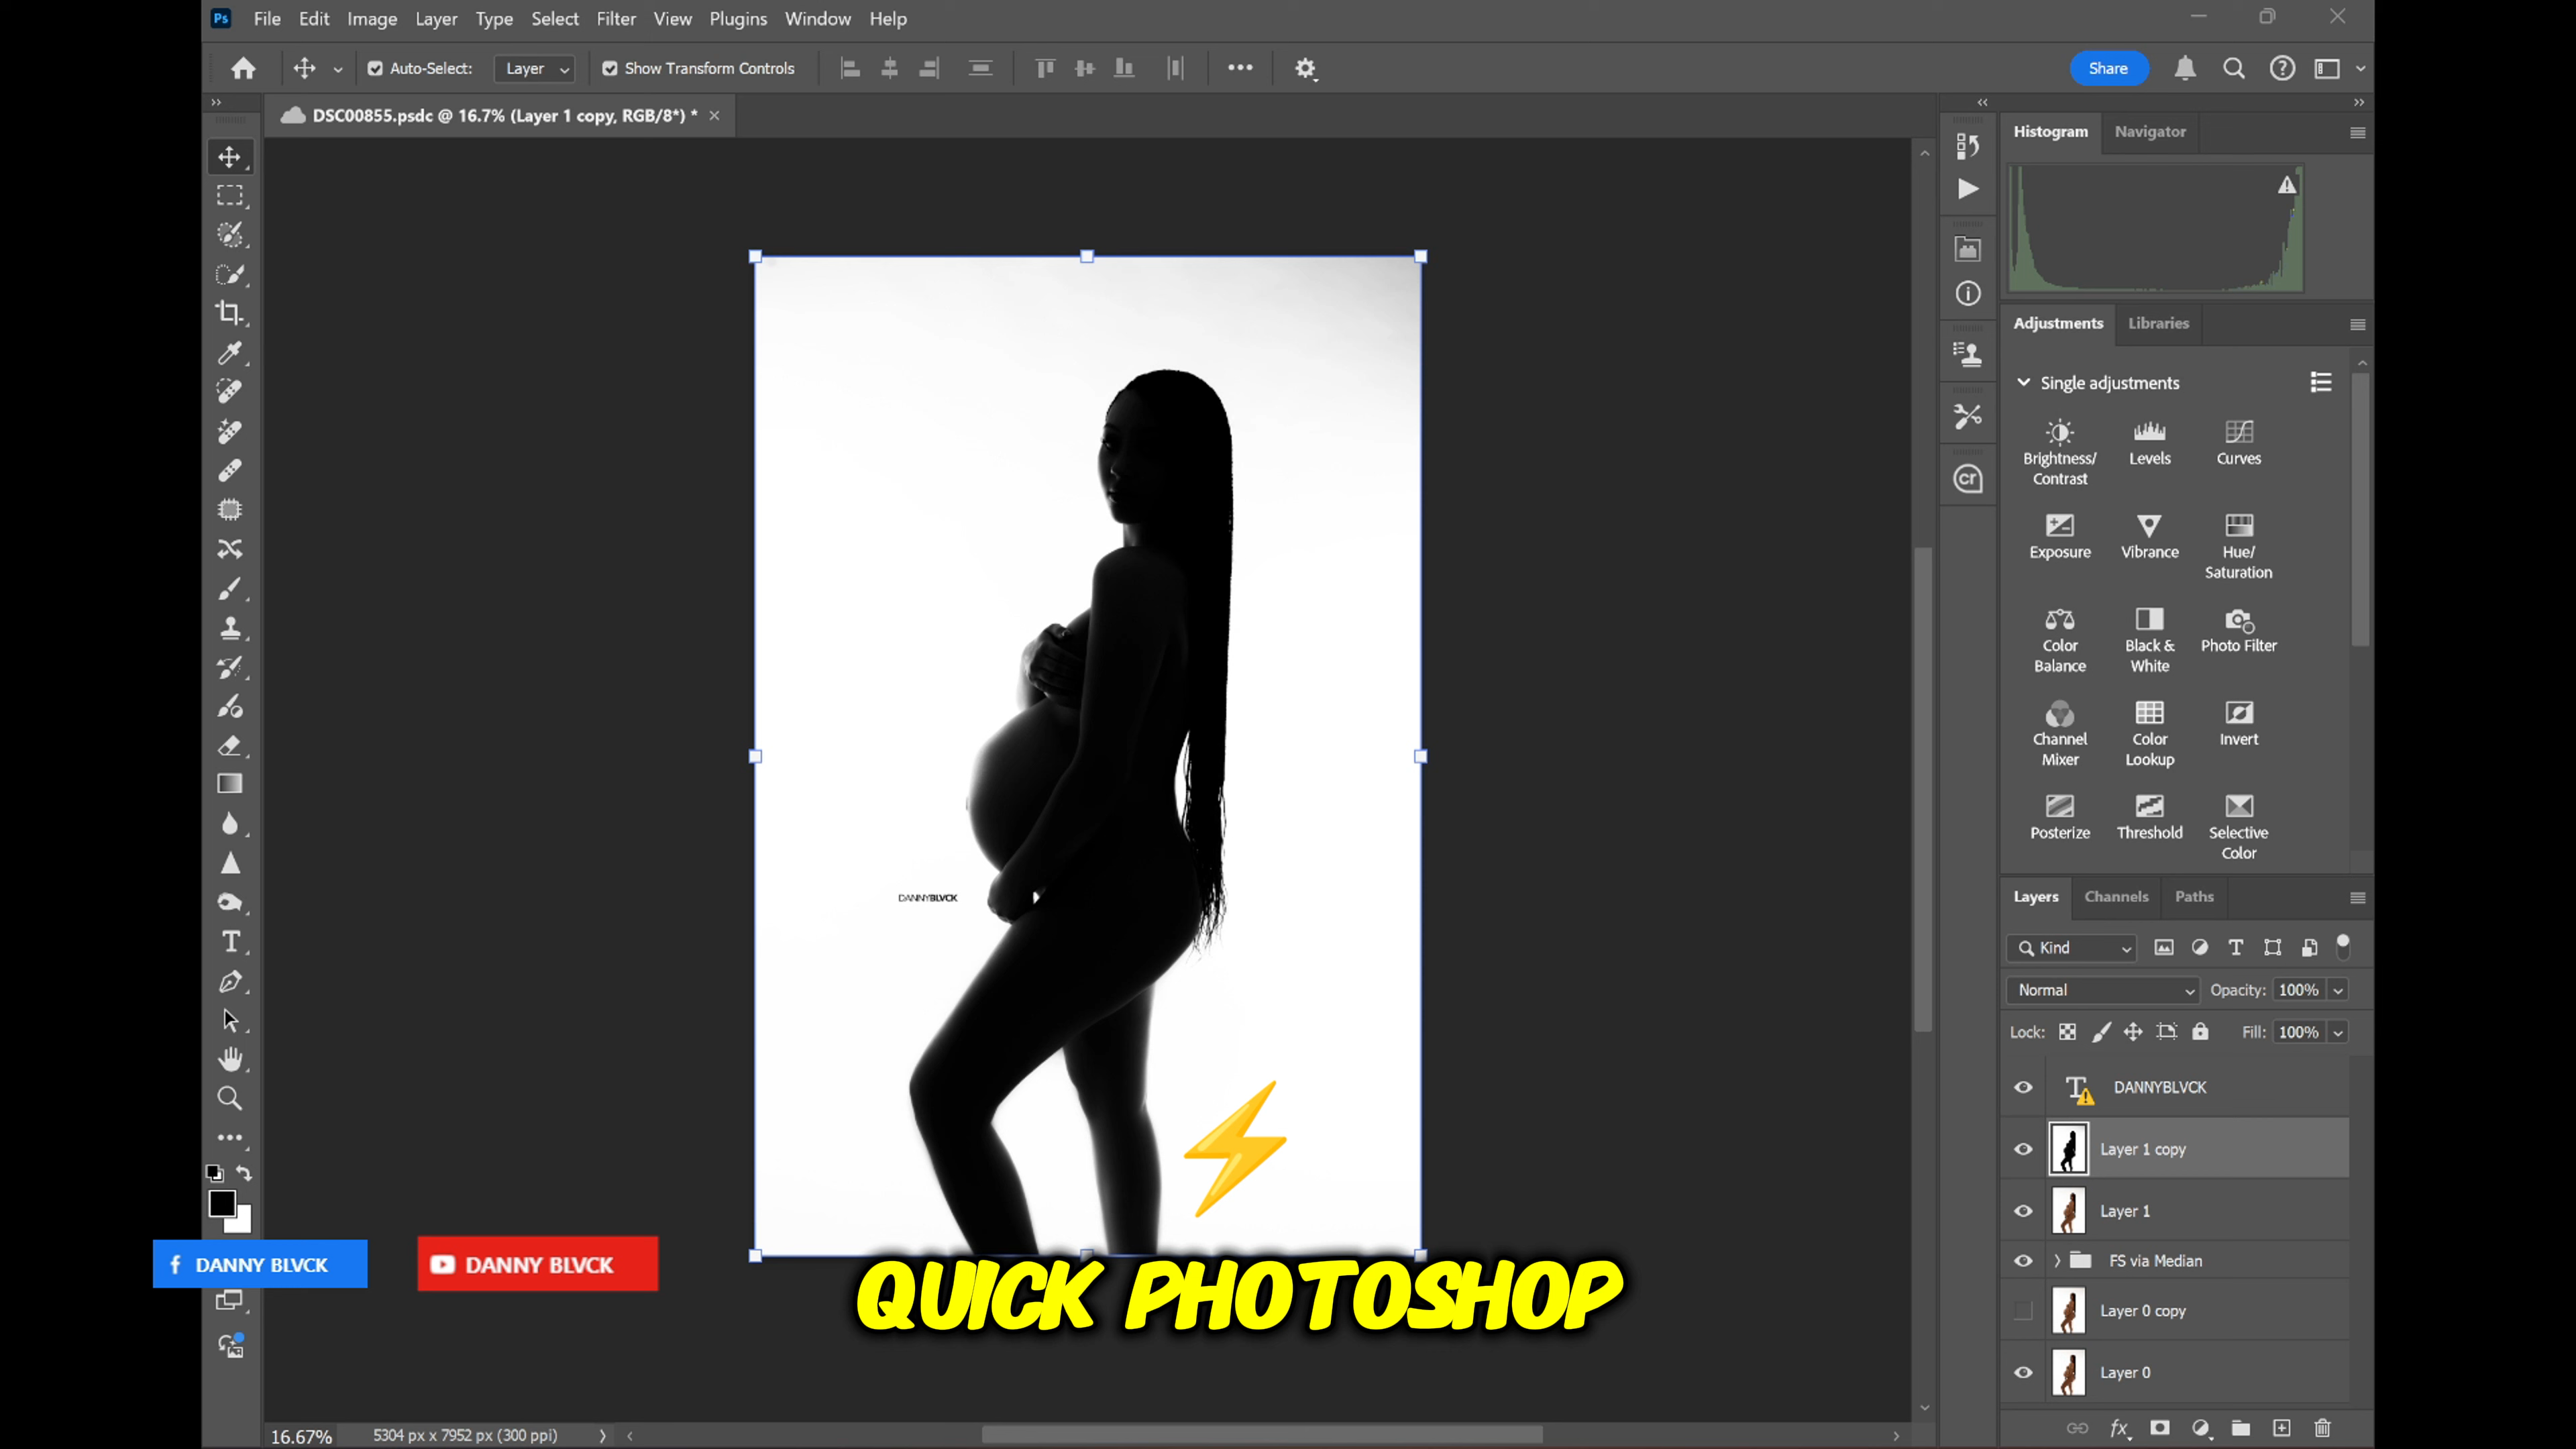 Ps File Edit Image Layer Type Select Filter View Plugins Window Help
Auto-Select: Layer Show Transform Controls Share
DSC00855.psdc @ 16.7% (Layer 1 copy, RGB/8*) *
Histogram Navigator
Adjustments Libraries
Single adjustments
Brightness/
Contrast
Levels
Curves
Exposure
Vibrance
Hue/
Saturation
Color
Balance
Black &
White
Photo Filter
Channel
Mixer
Color
Lookup
Invert
Posterize
Threshold
Selective
Color
cr
DANNYBLVCK
Layers Channels Paths
Kind
Normal Opacity: 100%
Lock: Fill: 100%
DANNYBLVCK
Layer 1 copy
Layer 1
FS via Median
Layer 0 copy
Layer 0
f DANNY BLVCK
DANNY BLVCK
QUICK PHOTOSHOP
16.67% 5304 px x 7952 px (300 ppi)